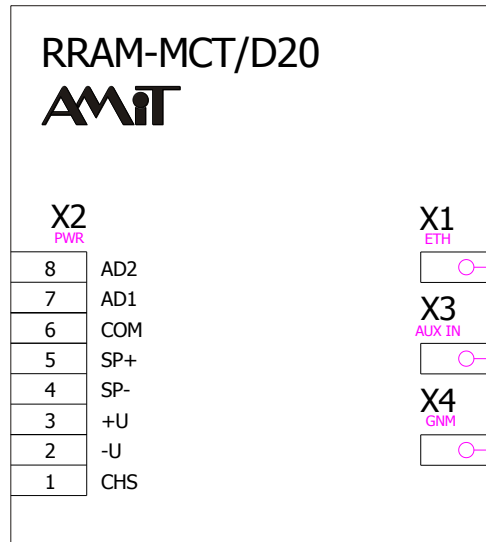 RRAM-MCT/D20
AMiT
X2
PWR
8 AD2
7 AD1
6 COM
5 SP+
4 SP-
3 +U
2 -U
1 CHS
X1
ETH
X3
AUX IN
X4
GNM